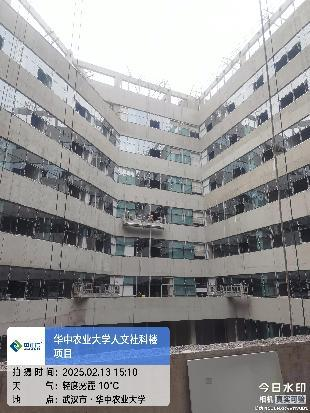 华中农业大学人文社科楼
项目
拍摄时间：2025.02.13 15:10
天 气：轻度雾霾 10℃
地 点：武汉市·华中农业大学
今日水印
相机 真实时间